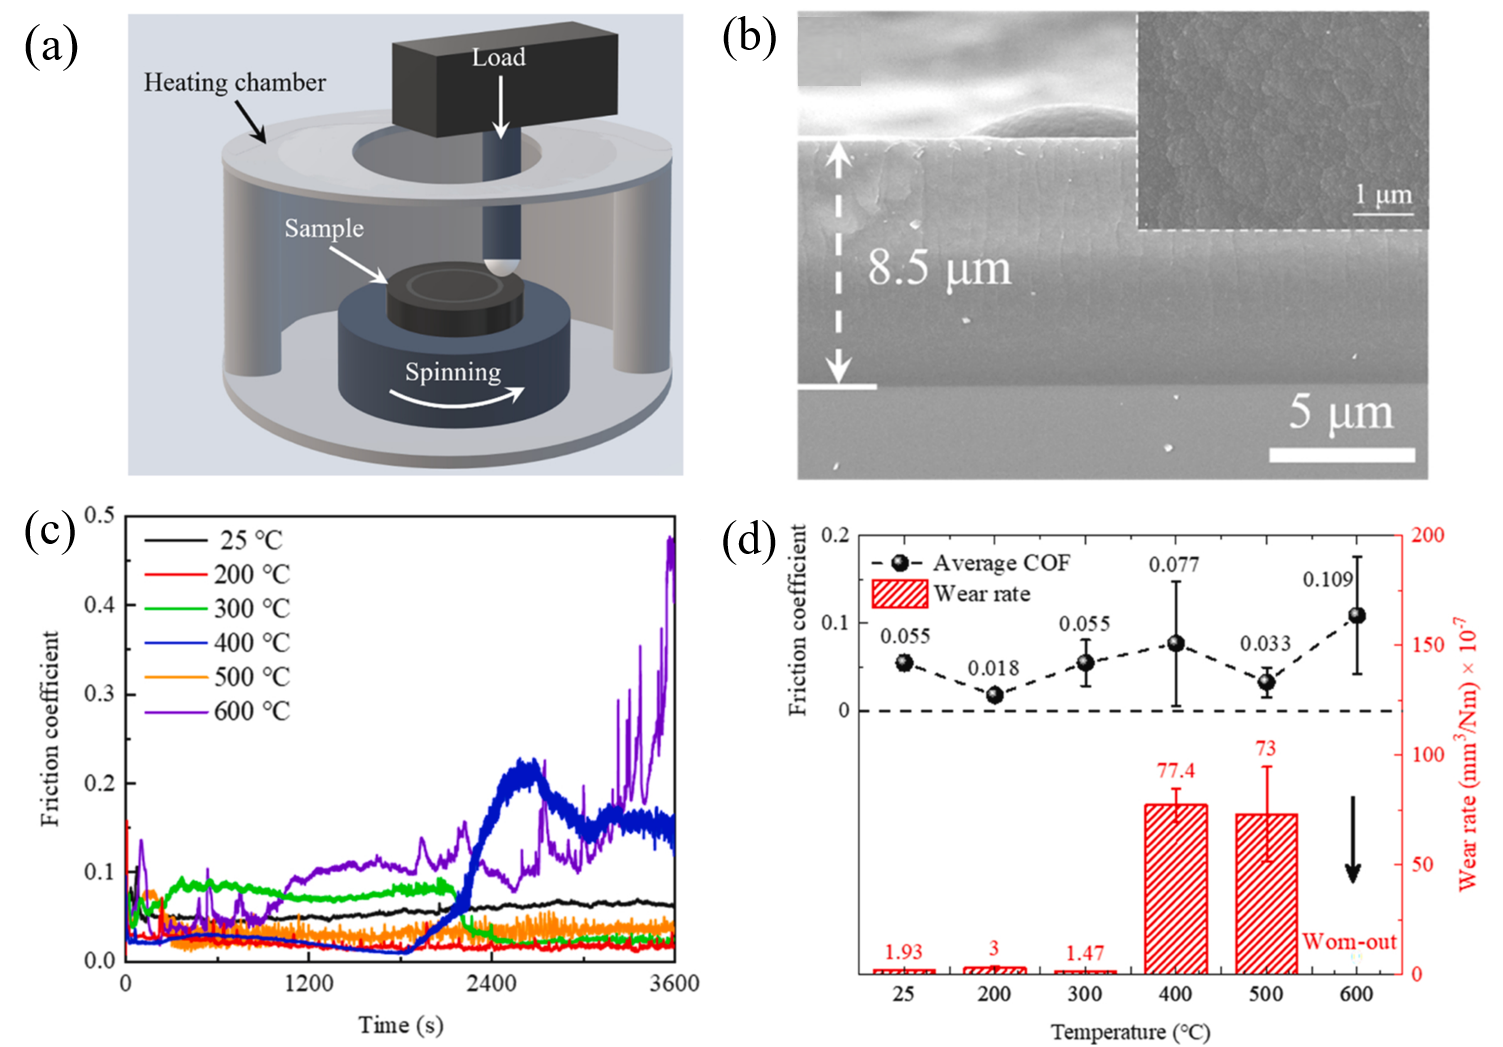 (a)
Load
Heating chamber
Sample
Spinning
(b)
1 μm
8.5 μm
5 μm
(c)
0.5
0.4
0.3
0.2
0.1
0.0
Friction coefficient
25 °C
200 °C
300 °C
400 °C
500 °C
600 °C
0
1200
2400
3600
Time (s)
(d)
0.2
0.1
0
Friction coefficient
Average COF
Wear rate
0.055
0.018
0.055
0.077
0.033
0.109
1.93
3
1.47
77.4
73
Worn-out
200
150
100
50
0
Wear rate (mm³/Nm) × 10⁻⁷
25
200
300
400
500
600
Temperature (°C)